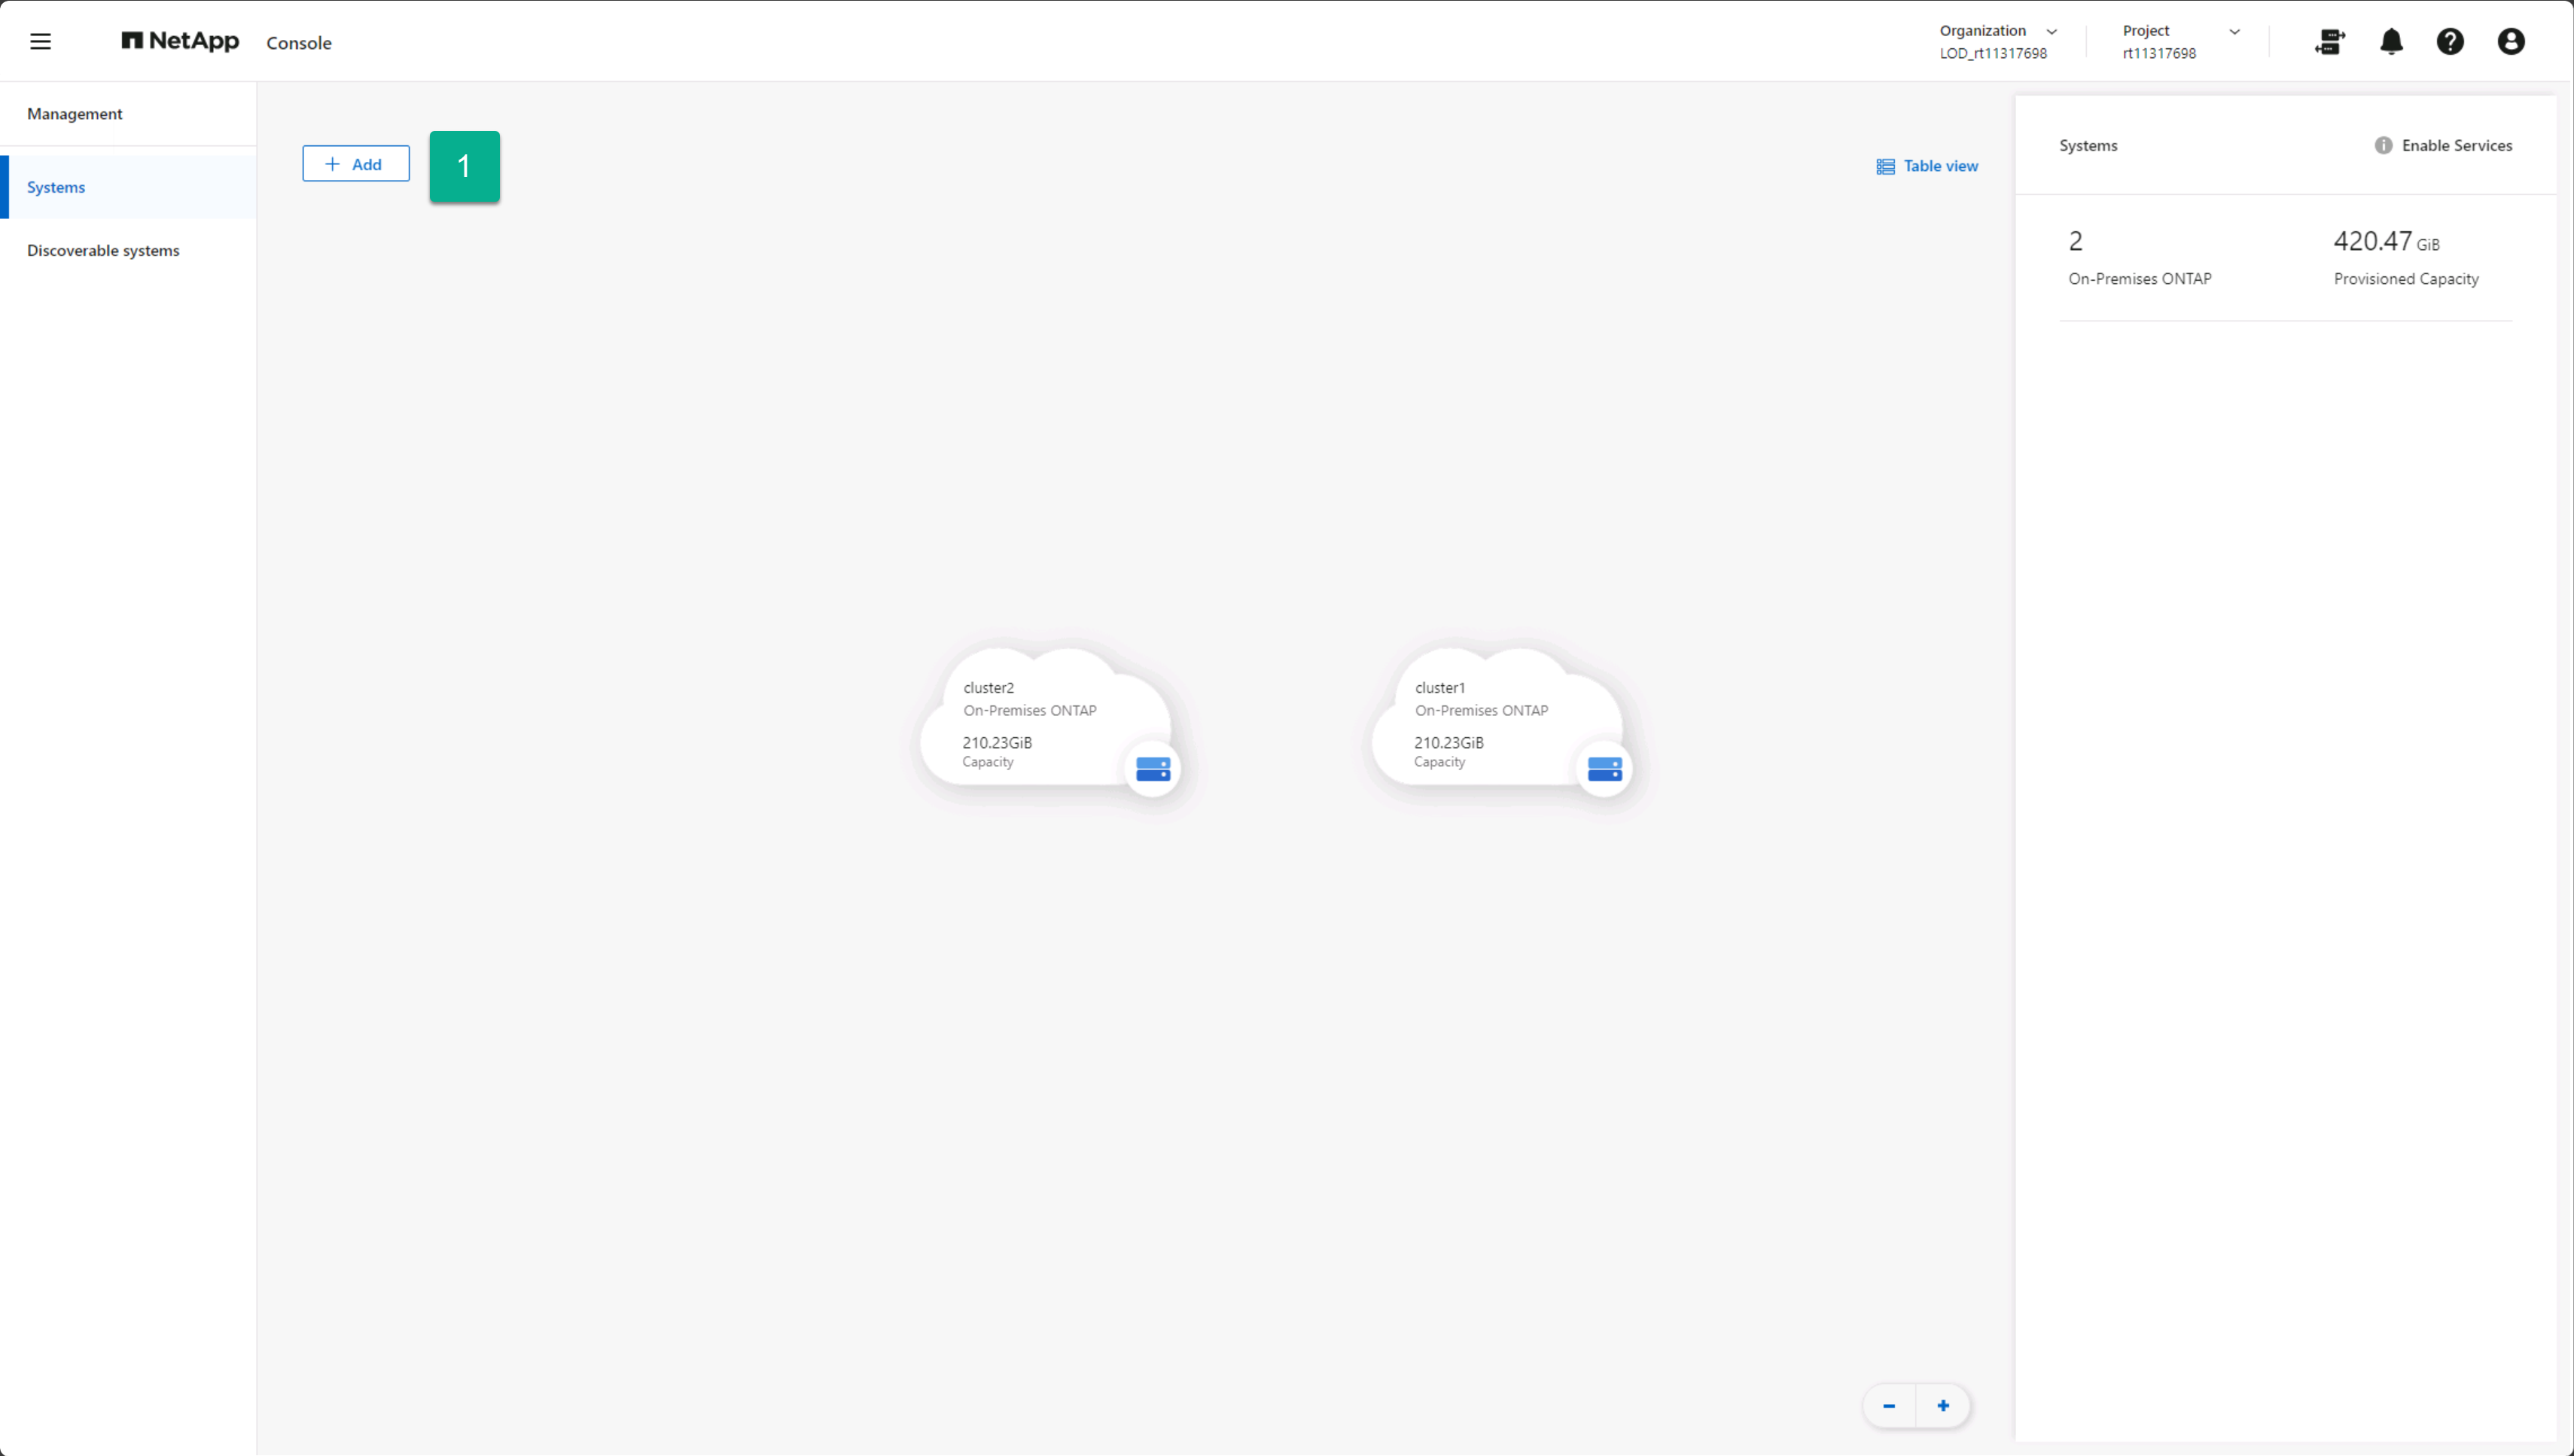 NetApp Console
Organization
LOD_rt11317698
Project
rt11317698
Management
Systems
Discoverable systems
+ Add
1
Table view
Systems
Enable Services
2
On-Premises ONTAP
420.47 GiB
Provisioned Capacity
cluster2
On-Premises ONTAP
210.23GiB
Capacity
cluster1
On-Premises ONTAP
210.23GiB
Capacity